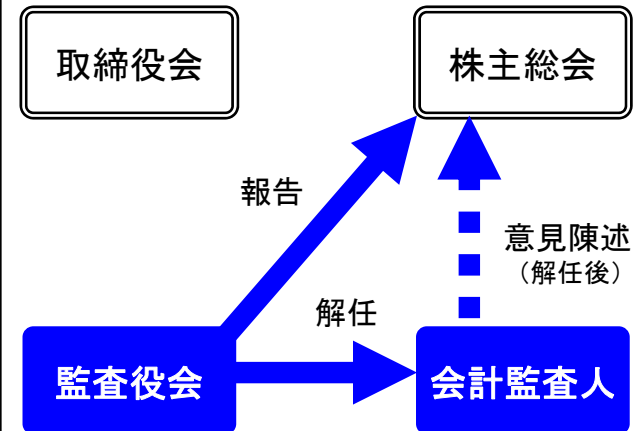 取締役会
株主総会
報告
意見陳述
（解任後）
解任
監査役会
会計監査人